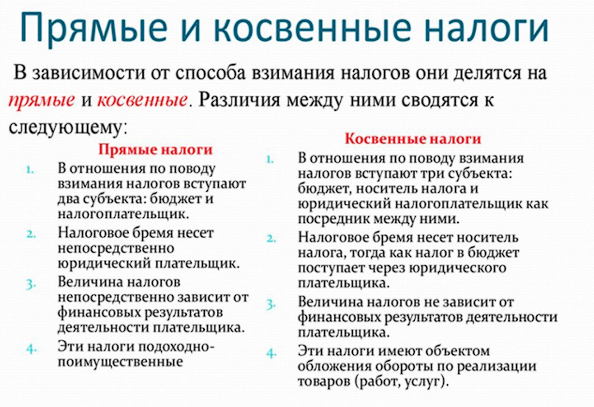 Прямые и косвенные налоги
В зависимости от способа взимания налогов они делятся на
прямые и косвенные. Различия между ними сводятся к
следующему:
Прямые налоги
1. В отношения по поводу
взимания налогов вступают
два субъекта: бюджет и
налогоплательщик.
2. Налоговое бремя несет
непосредственно
юридический плательщик.
3. Величина налогов
непосредственно зависит от
финансовых результатов
деятельности плательщика.
4. Эти налоги подоходно-
поимущественные
Косвенные налоги
1. В отношения по поводу взимания
налогов вступают три субъекта:
бюджет, носитель налога и
юридический налогоплательщик как
посредник между ними.
2. Налоговое бремя несет носитель
налога, тогда как налог в бюджет
поступает через юридического
плательщика.
3. Величина налогов не зависит от
финансовых результатов деятельности
плательщика.
4. Эти налоги имеют объектом
обложения обороты по реализации
товаров (работ, услуг).